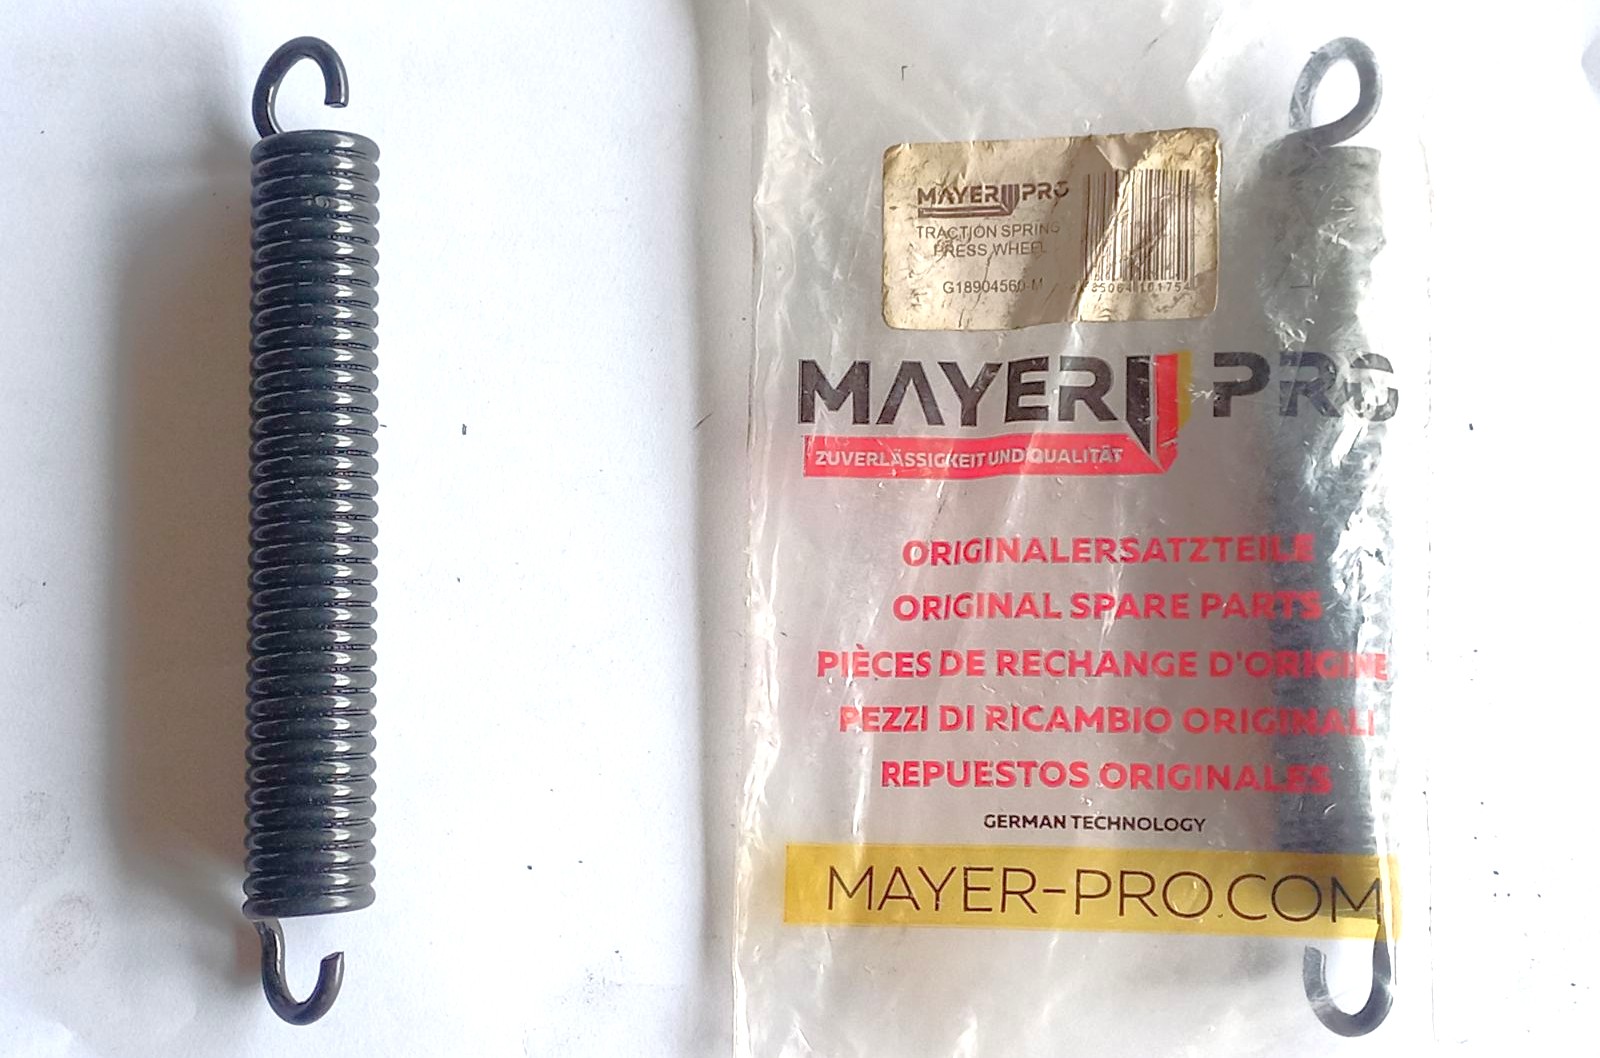 MAYER PRO
TRACTION SPRING
PRESS WHEEL
G18904560-M
MAYER PRO
ZUVERLÄSSIGKEIT UND QUALITÄT
ORIGINALERSATZTEILE
ORIGINAL SPARE PARTS
PIÈCES DE RECHANGE D'ORIGINE
PEZZI DI RICAMBIO ORIGINALI
REPUESTOS ORIGINALES
GERMAN TECHNOLOGY
MAYER-PRO.COM